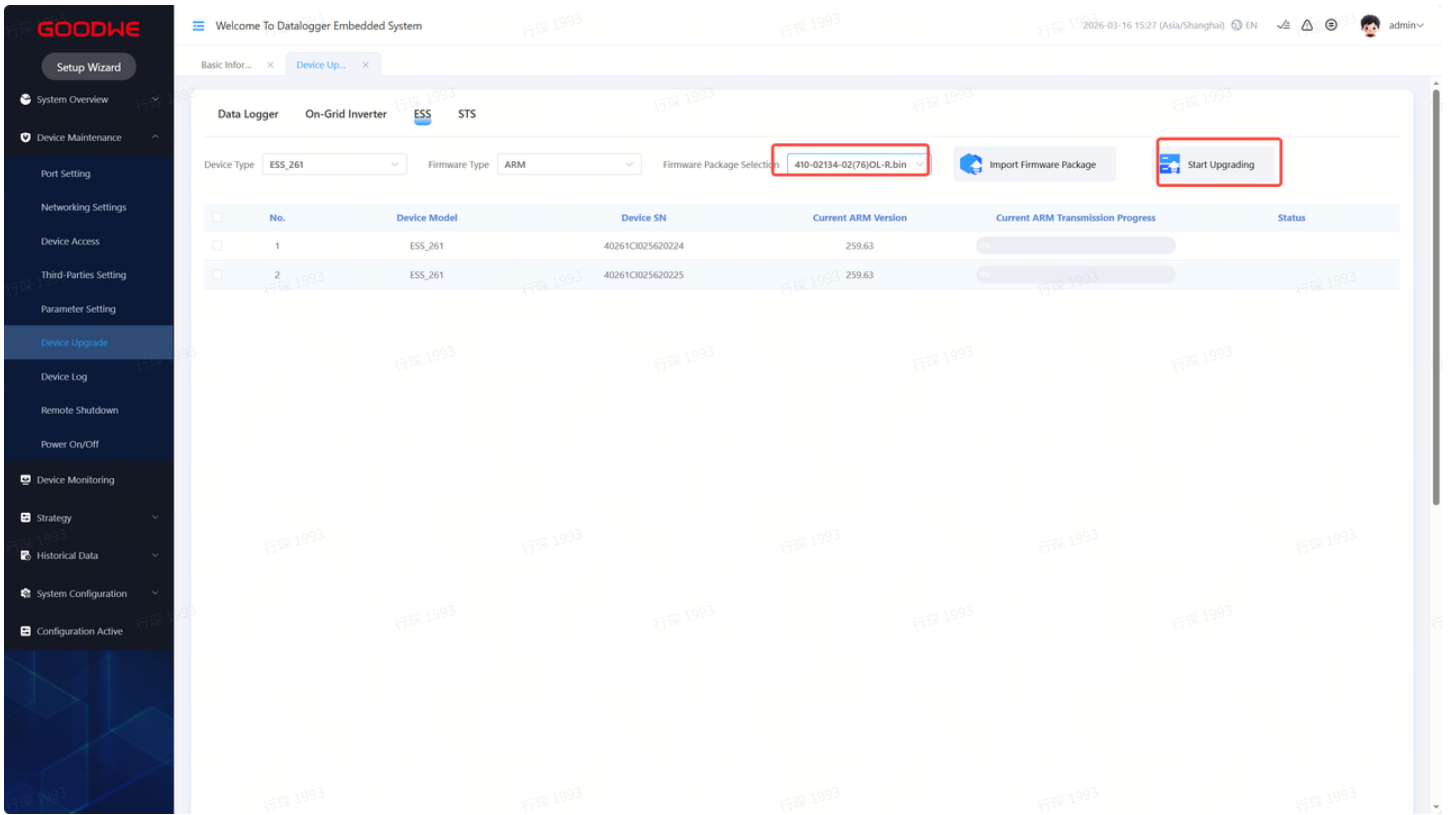 GOODWE
Welcome To Datalogger Embedded System
2026-03-16 15:27 (Asia/Shanghai) EN
admin
Setup Wizard
Basic Infor... ×
Device Up... ×
System Overview
Device Maintenance
Port Setting
Networking Settings
Device Access
Third-Parties Setting
Parameter Setting
Device Upgrade
Device Log
Remote Shutdown
Power On/Off
Device Monitoring
Strategy
Historical Data
System Configuration
Configuration Active
Data Logger On-Grid Inverter ESS STS
Device Type ESS_261 Firmware Type ARM Firmware Package Selection 410-02134-02(76)OL-R.bin Import Firmware Package Start Upgrading
No. Device Model Device SN Current ARM Version Current ARM Transmission Progress Status
1 ESS_261 40261CI025620224 259.63 0%
2 ESS_261 40261CI025620225 259.63 0%
行琛 1993